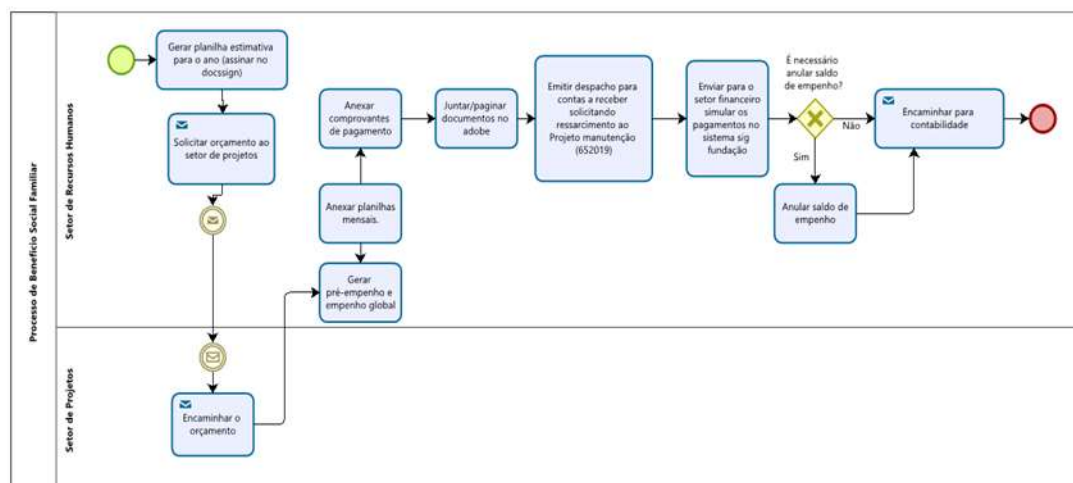 Processo de Benefício Social Familiar
Setor de Recursos Humanos
Gerar planilha estimativa
para o ano (assinar no
docssign)
Solicitar orçamento ao
setor de projetos
Anexar
comprovantes
de pagamento
Juntar/paginar
documentos no
adobe
Emitir despacho para
contas a receber
solicitando
ressarcimento ao
Projeto manutenção
(652019)
Enviar para o
setor financeiro
simular os
pagamentos no
sistema sig
fundação
É necessário
anular saldo
de empenho?
Não
Sim
Encaminhar para
contabilidade
Anular saldo de
empenho
Anexar planilhas
mensais.
Gerar
pré-empenho e
empenho global
Setor de Projetos
Encaminhar o
orçamento